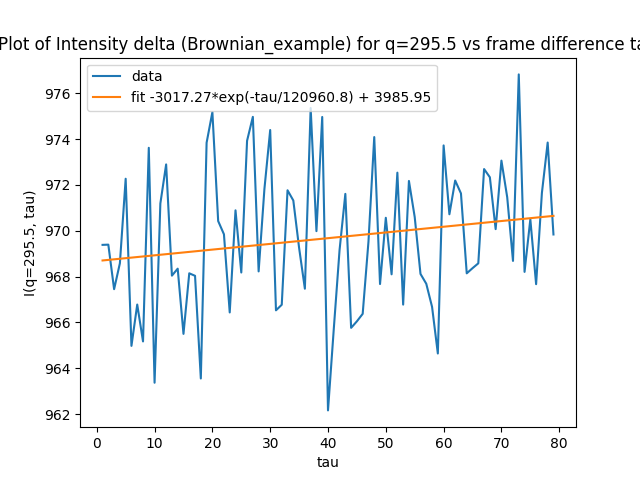 Plot of Intensity delta (Brownian_example) for q=295.5 vs frame difference ta
data
fit -3017.27*exp(-tau/120960.8) + 3985.95
I(q=295.5, tau)
976
974
972
970
968
966
964
962
0 10 20 30 40 50 60 70 80
tau